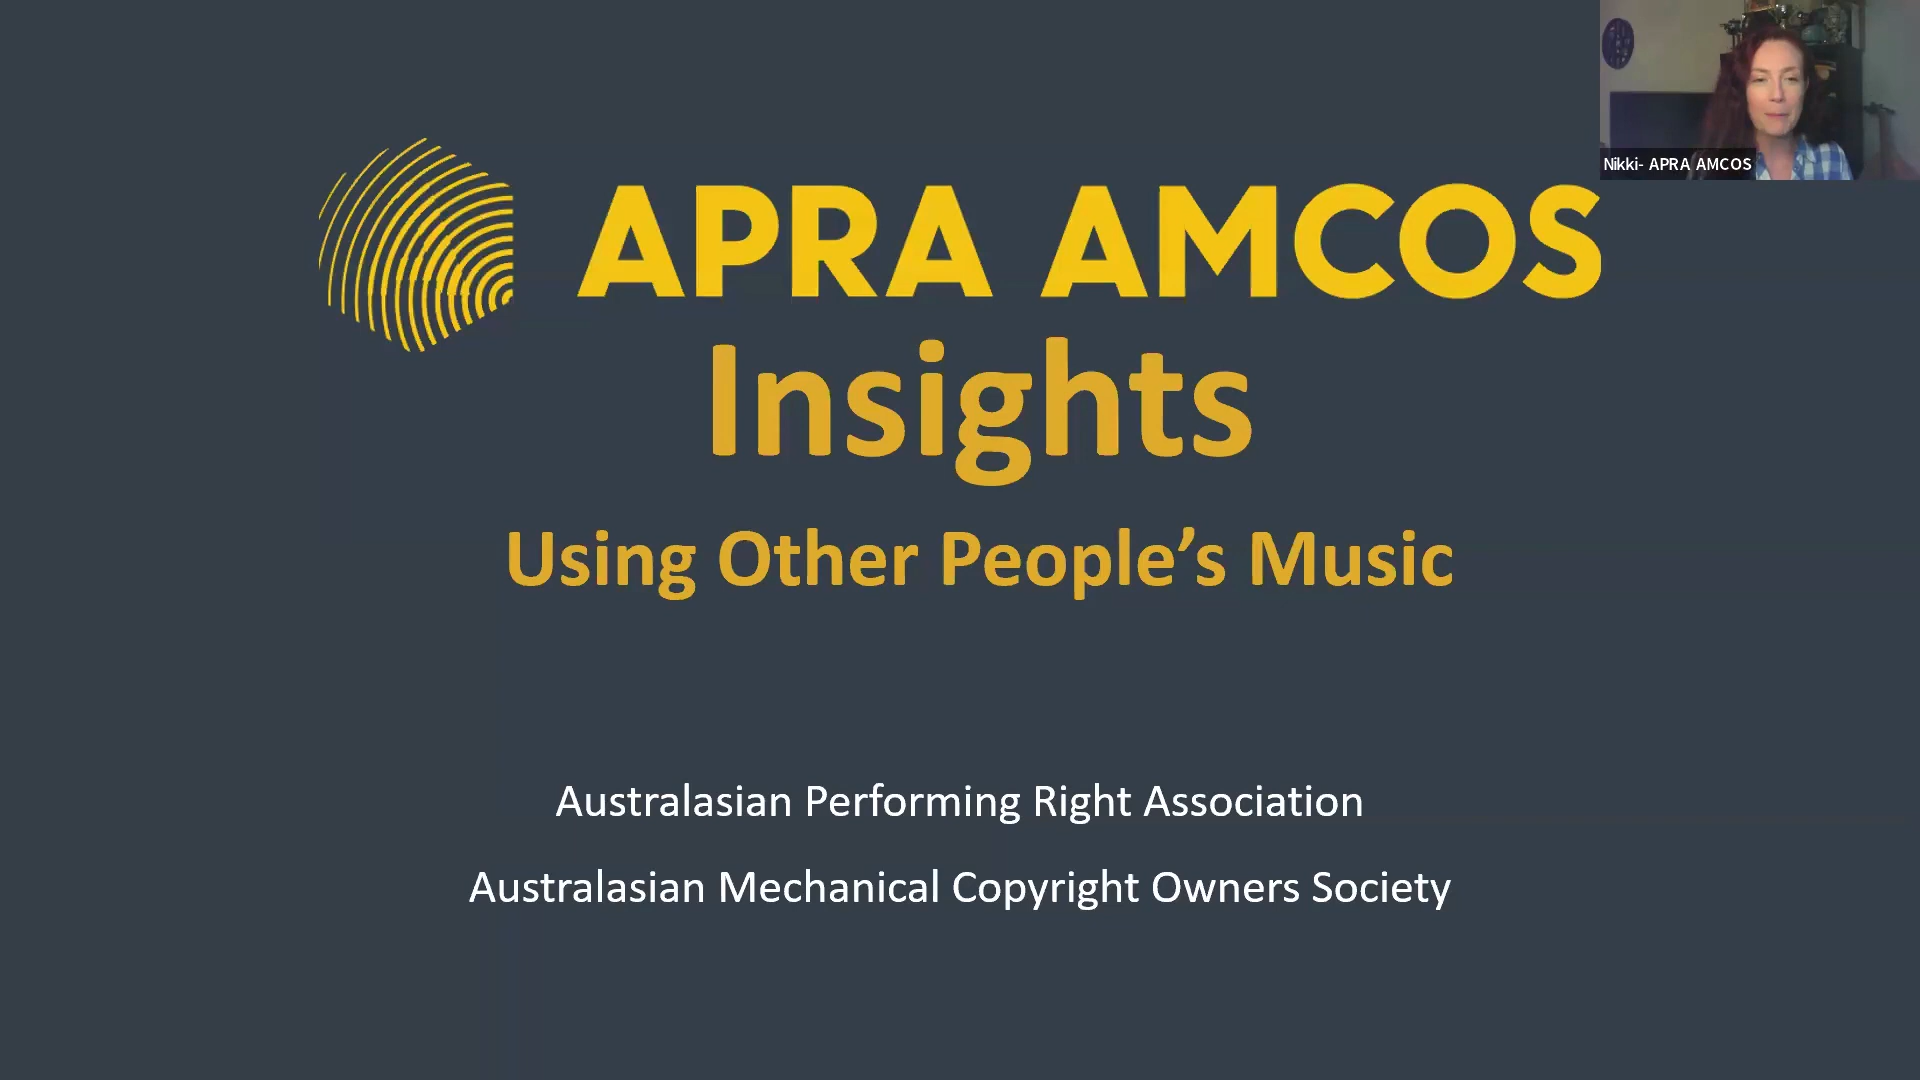 Nikki- APRA AMCOS
APRA AMCOS
Insights
Using Other People’s Music
Australasian Performing Right Association
Australasian Mechanical Copyright Owners Society